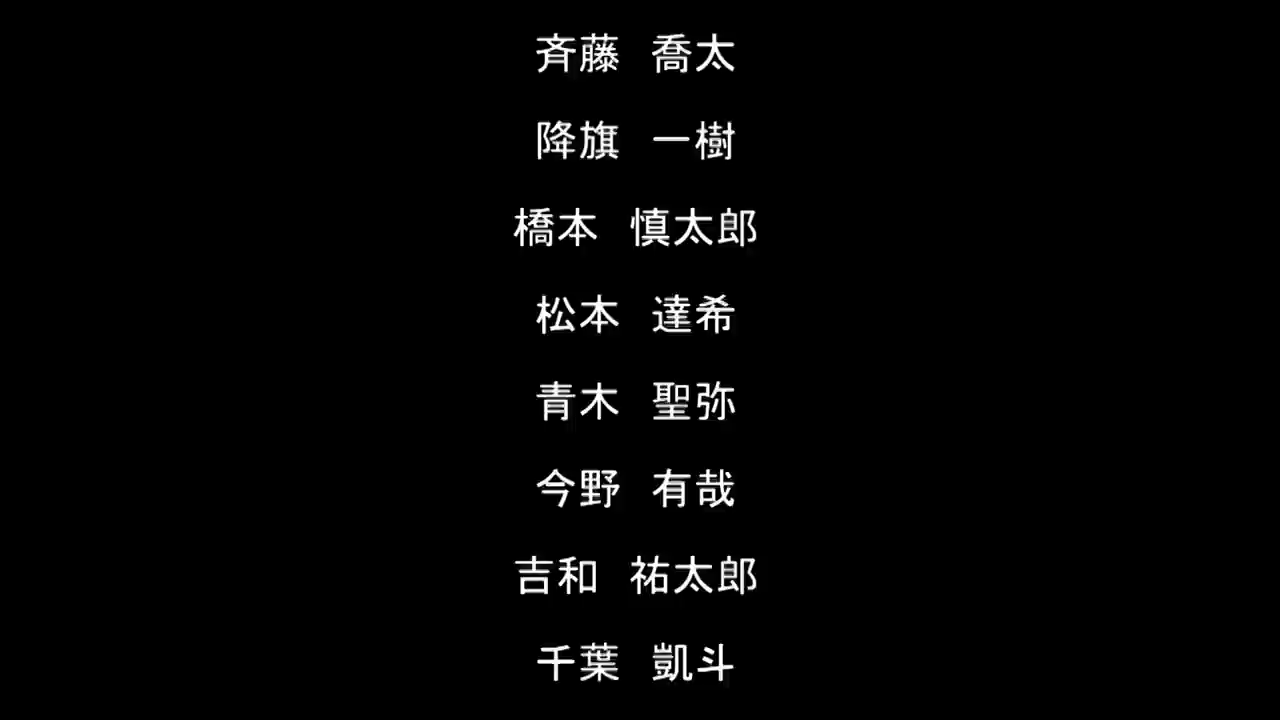 斉藤　喬太
降旗　一樹
橋本　慎太郎
松本　達希
青木　聖弥
今野　有哉
吉和　祐太郎
千葉　凱斗